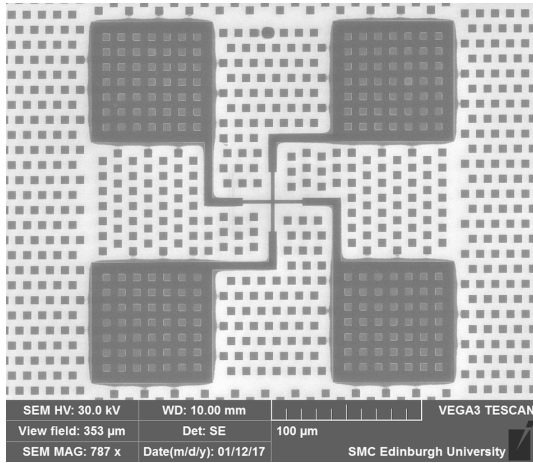 SEM HV: 30.0 kV
WD: 10.00 mm
VEGA3 TESCAN
View field: 353 µm
Det: SE
100 µm
SEM MAG: 787 x
Date(m/d/y): 01/12/17
SMC Edinburgh University